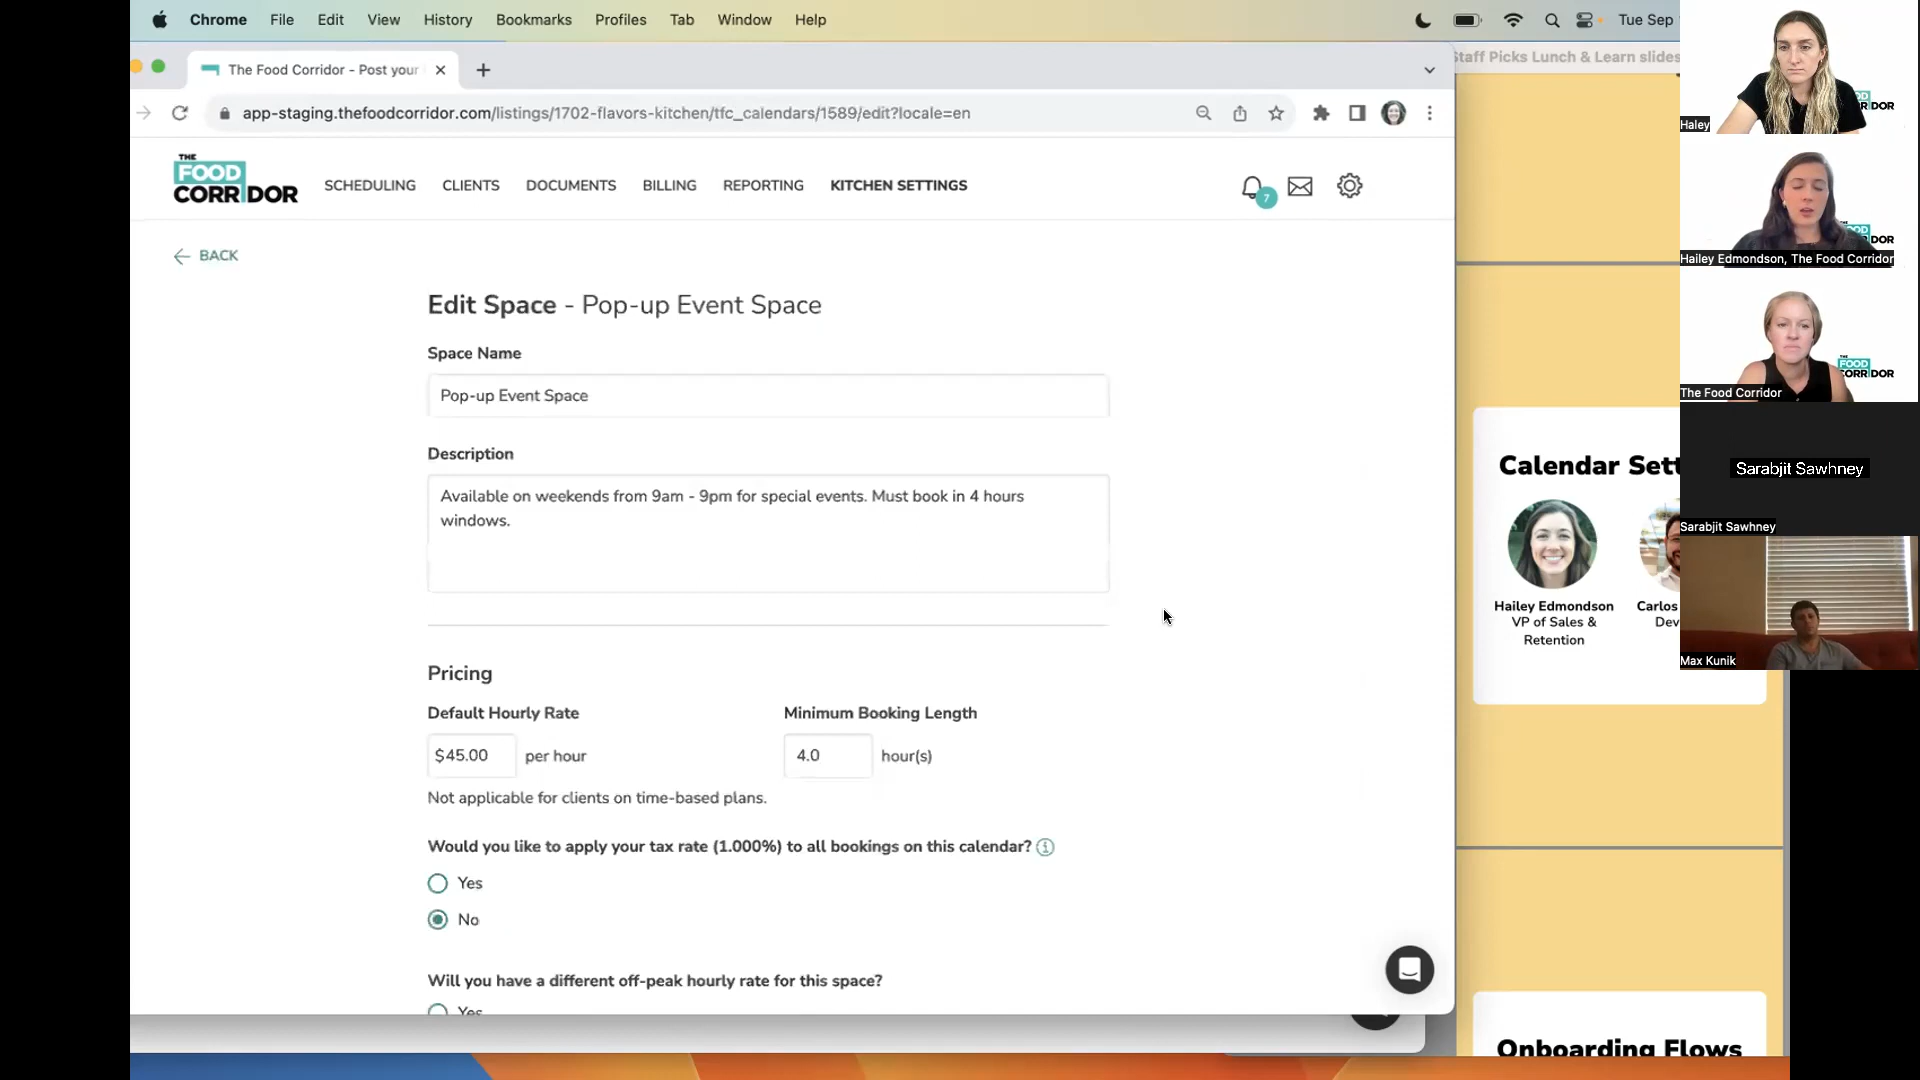 Chrome File Edit View History Bookmarks Profiles Tab Window Help Tue Sep
The Food Corridor - Post your
Staff Picks Lunch & Learn slides
app-staging.thefoodcorridor.com/listings/1702-flavors-kitchen/tfc_calendars/1589/edit?locale=en
THE
FOOD
CORRIDOR
SCHEDULING CLIENTS DOCUMENTS BILLING REPORTING KITCHEN SETTINGS
7
BACK
Edit Space - Pop-up Event Space
Space Name
Pop-up Event Space
Description
Available on weekends from 9am - 9pm for special events. Must book in 4 hours
windows.
Pricing
Default Hourly Rate
Minimum Booking Length
$45.00 per hour
4.0 hour(s)
Not applicable for clients on time-based plans.
Would you like to apply your tax rate (1.000%) to all bookings on this calendar?
Yes
No
Will you have a different off-peak hourly rate for this space?
Yes
Calendar Sett
Hailey Edmondson
VP of Sales &
Retention
Carlos
Dev
Onboarding Flows
Haley
DOR
Hailey Edmondson, The Food Corridor
DOR
The Food Corridor
FOOD
CORRIDOR
Sarabjit Sawhney
Sarabjit Sawhney
Max Kunik